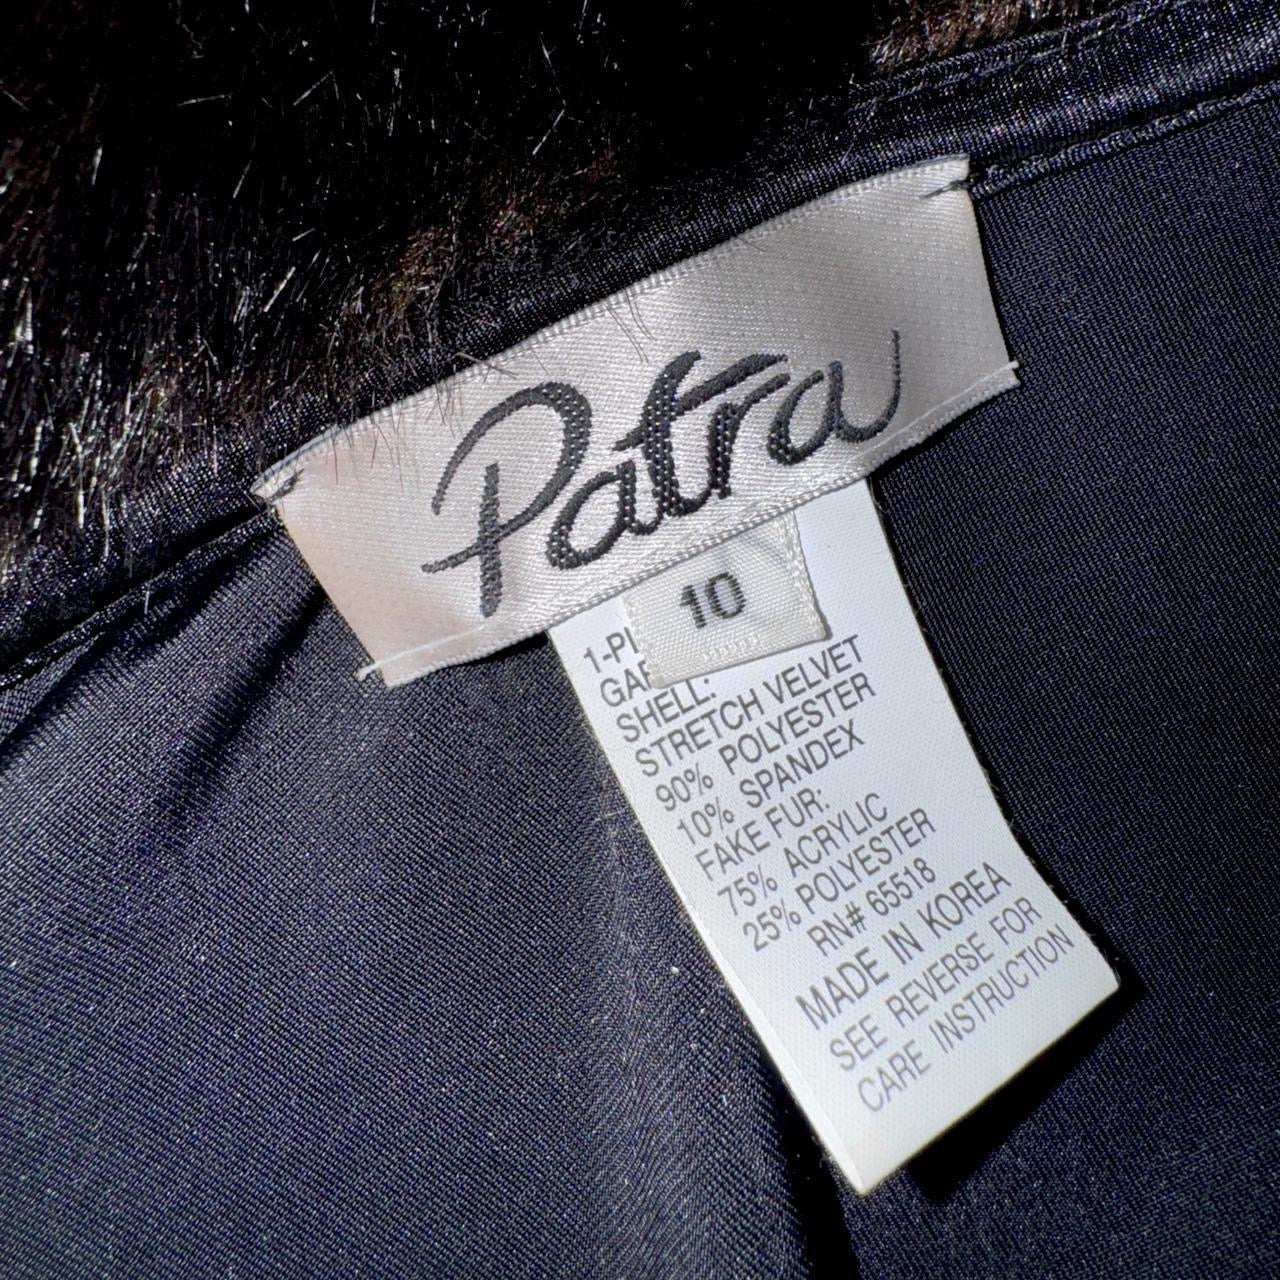 Patra
10
SHELL:
STRETCH VELVET
90% POLYESTER
10% SPANDEX
FAKE FUR:
75% ACRYLIC
25% POLYESTER
RN# 65518
MADE IN KOREA
SEE REVERSE FOR
CARE INSTRUCTION